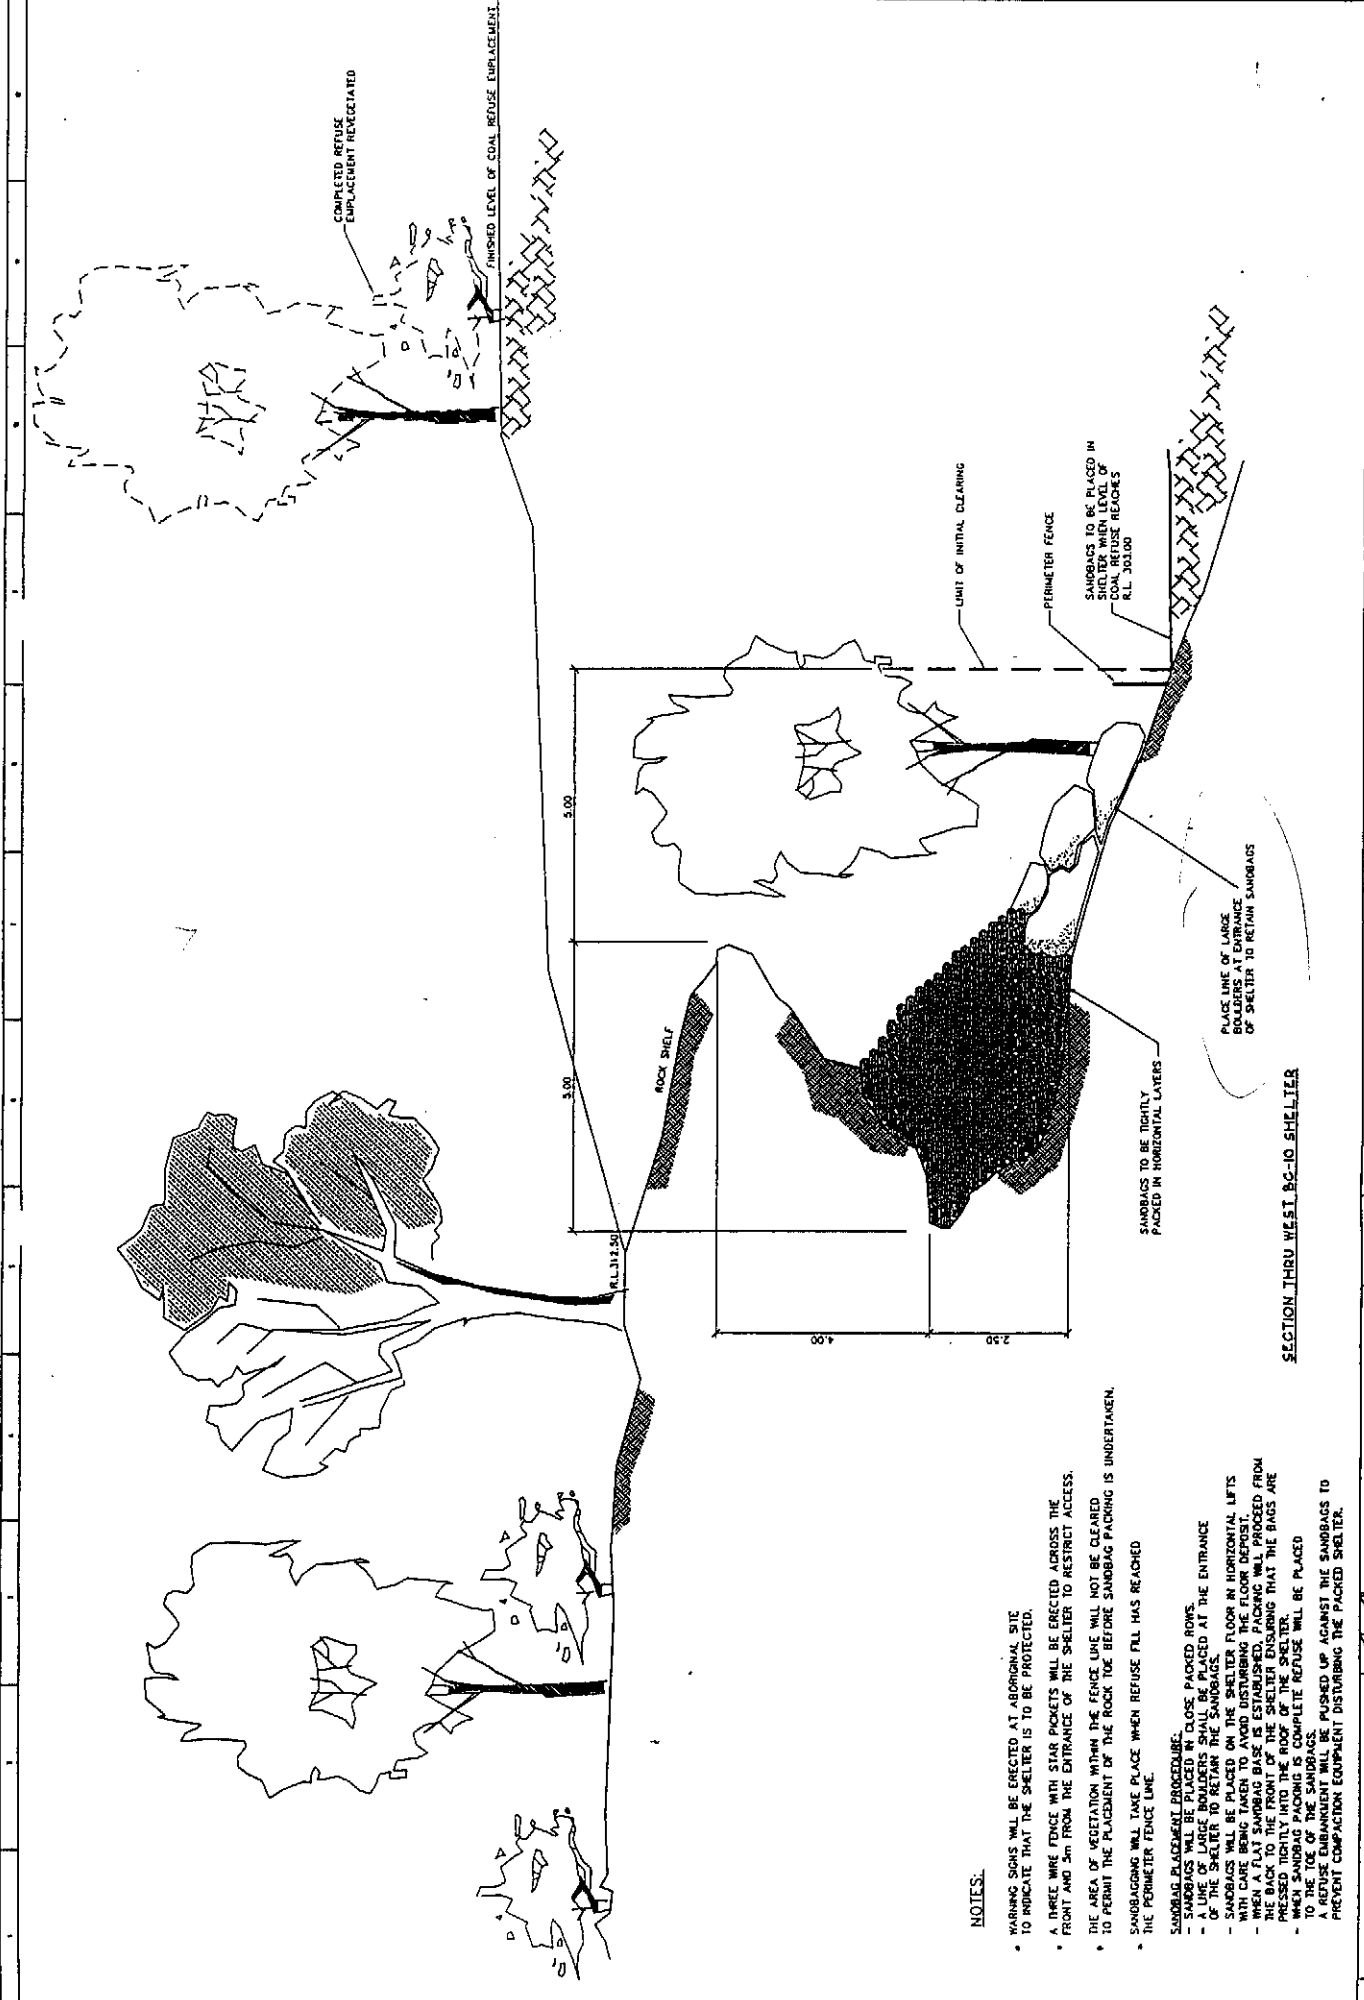 COMPLETED REFUSE
EMPLACEMENT REVEGETATED
FINISHED LEVEL OF COAL REFUSE EMPLACEMENT
R.L.312.50
5.00
5.00
ROCK SHELF
4.00
2.50
LIMIT OF INITIAL CLEARING
PERIMETER FENCE
SANDBAGS TO BE PLACED IN
SHELTER WHEN LEVEL OF
COAL REFUSE REACHES
R.L. 303.00
SANDBAGS TO BE TIGHTLY
PACKED IN HORIZONTAL LAYERS
PLACE LINE OF LARGE
BOULDERS AT ENTRANCE
OF SHELTER TO RETAIN SANDBAGS
SECTION THRU WEST BC-10 SHELTER
NOTES:
• WARNING SIGNS WILL BE ERECTED AT ABORIGINAL SITE
TO INDICATE THAT THE SHELTER IS TO BE PROTECTED.
• A THREE WIRE FENCE WITH STAR PICKETS WILL BE ERECTED ACROSS THE
FRONT AND 5m FROM THE ENTRANCE OF THE SHELTER TO RESTRICT ACCESS.
• THE AREA OF VEGETATION WITHIN THE FENCE LINE WILL NOT BE CLEARED
TO PERMIT THE PLACEMENT OF THE ROCK TOE BEFORE SANDBAG PACKING IS UNDERTAKEN.
• SANDBAGGING WILL TAKE PLACE WHEN REFUSE FILL HAS REACHED
THE PERIMETER FENCE LINE.
SANDBAG PLACEMENT PROCEDURE:
- SANDBAGS WILL BE PLACED IN CLOSE PACKED ROWS.
- A LINE OF LARGE BOULDERS SHALL BE PLACED AT THE ENTRANCE
OF THE SHELTER TO RETAIN THE SANDBAGS.
- SANDBAGS WILL BE PLACED ON THE SHELTER FLOOR IN HORIZONTAL LIFTS
WITH CARE BEING TAKEN TO AVOID DISTURBING THE FLOOR DEPOSIT.
- WHEN A FLAT SANDBAG BASE IS ESTABLISHED, PACKING WILL PROCEED FROM
THE BACK TO THE FRONT OF THE SHELTER ENSURING THAT THE BAGS ARE
PRESSED TIGHTLY INTO THE ROOF OF THE SHELTER.
- WHEN SANDBAG PACKING IS COMPLETE REFUSE WILL BE PLACED
TO THE TOE OF THE SANDBAGS.
A REFUSE EMBANKMENT WILL BE PUSHED UP AGAINST THE SANDBAGS TO
PREVENT COMPACTION EQUIPMENT DISTURBING THE PACKED SHELTER.